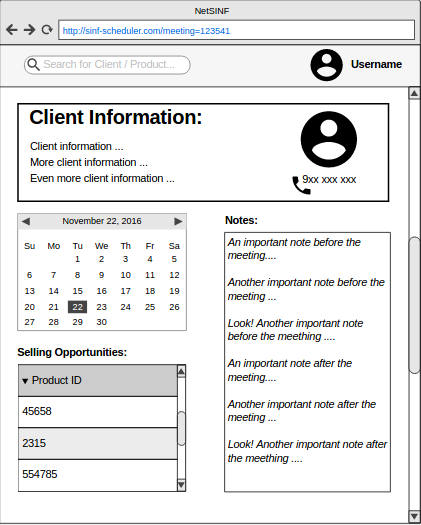 NetSINF
http://sinf-scheduler.com/meeting=123541
Search for Client / Product...
Username
Client Information:
Client information ...
More client information ...
Even more client information ...
9xx xxx xxx
November 22, 2016
Su Mo Tu We Th Fr Sa
1 2 3 4 5
6 7 8 9 10 11 12
13 14 15 16 17 18 19
20 21 22 23 24 25 26
27 28 29 30
Selling Opportunities:
Product ID
45658
2315
554785
Notes:
An important note before the
meeting....
Another important note before the
meeting ...
Look! Another important note
before the meething ....
An important note after the
meeting....
Another important note after the
meeting ...
Look! Another important note after
the meething ....